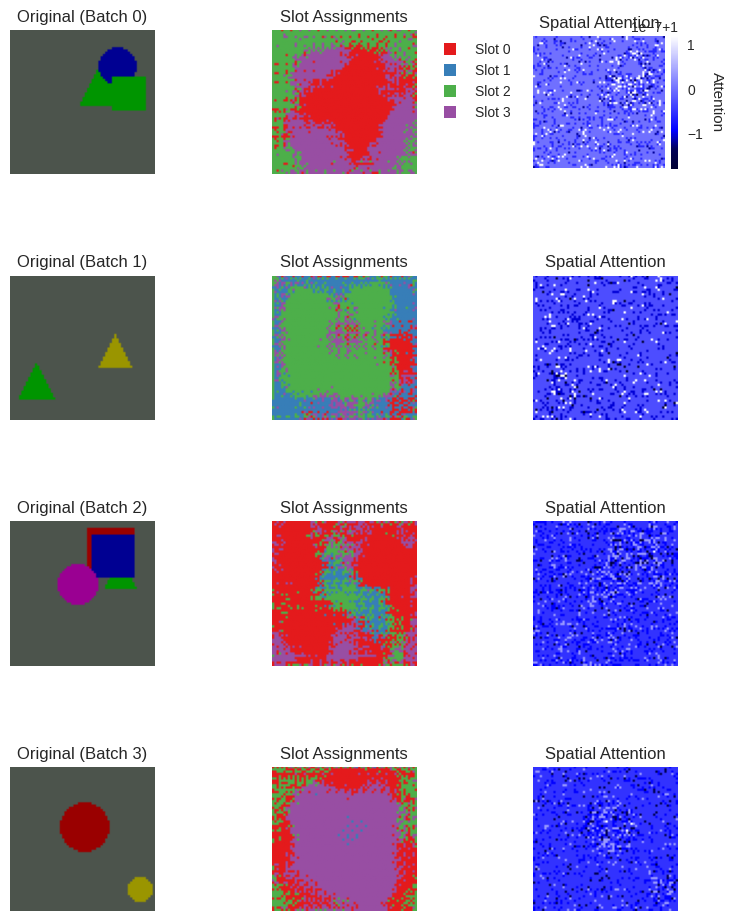 Original (Batch 0)
Slot Assignments
Slot 0
Slot 1
Slot 2
Slot 3
Spatial Attention
1e−7+1
1
0
−1
Attention
Original (Batch 1)
Slot Assignments
Spatial Attention
Original (Batch 2)
Slot Assignments
Spatial Attention
Original (Batch 3)
Slot Assignments
Spatial Attention